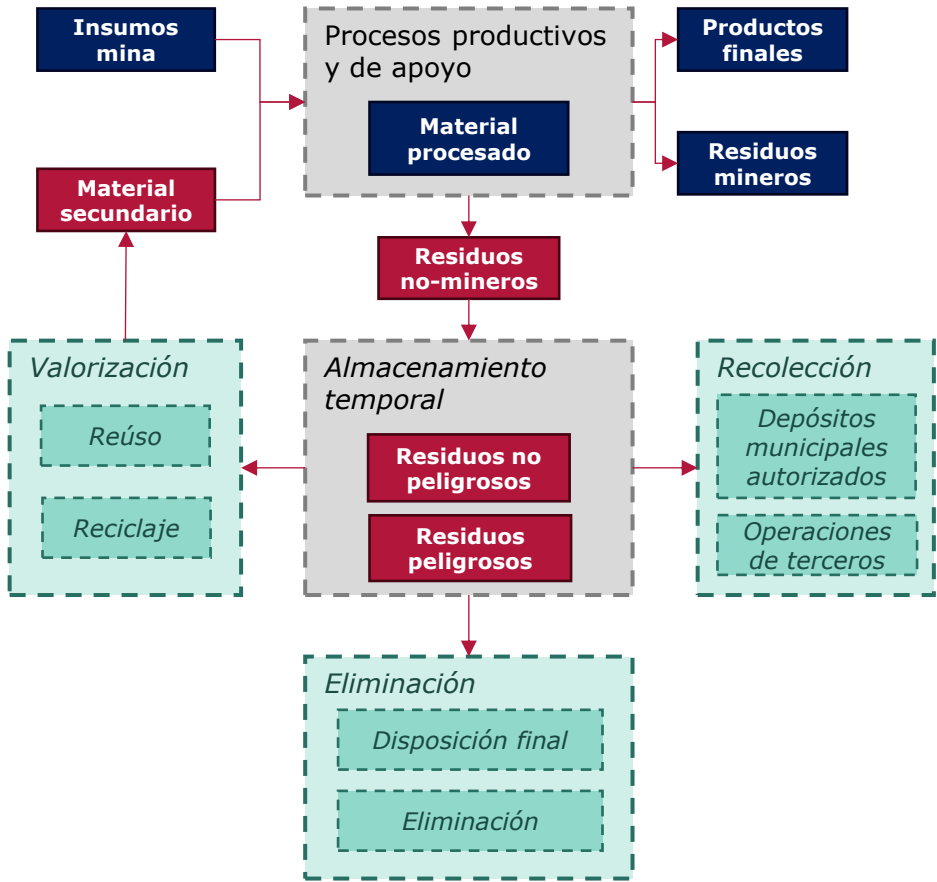 Insumos
mina
Procesos productivos
y de apoyo
Material
procesado
Productos
finales
Residuos
mineros
Material
secundario
Residuos
no-mineros
Valorización
Reúso
Reciclaje
Almacenamiento
temporal
Residuos no
peligrosos
Residuos
peligrosos
Recolección
Depósitos
municipales
autorizados
Operaciones
de terceros
Eliminación
Disposición final
Eliminación